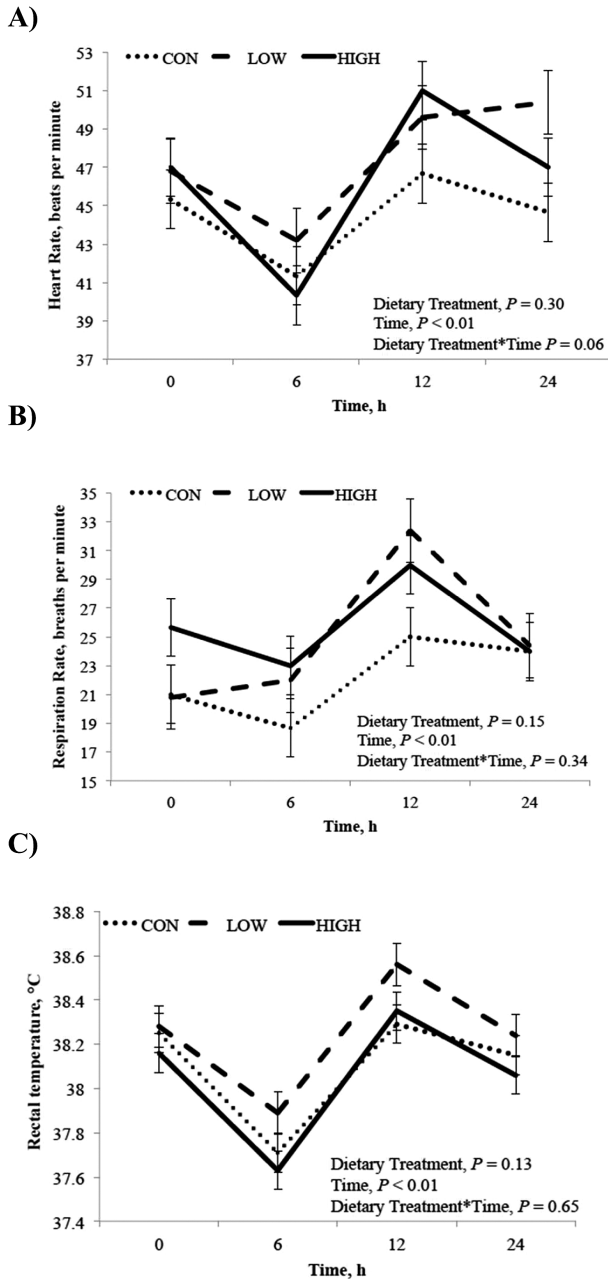 A)
CON LOW HIGH
53
51
49
47
45
43
41
39
37
Heart Rate, beats per minute
Dietary Treatment, P = 0.30
Time, P < 0.01
Dietary Treatment*Time P = 0.06
0 6 12 24
Time, h
B)
CON LOW HIGH
35
33
31
29
27
25
23
21
19
17
15
Respiration Rate, breaths per minute
Dietary Treatment, P = 0.15
Time, P < 0.01
Dietary Treatment*Time, P = 0.34
0 6 12 24
Time, h
C)
CON LOW HIGH
38.8
38.6
38.4
38.2
38
37.8
37.6
37.4
Rectal temperature, °C
Dietary Treatment, P = 0.13
Time, P < 0.01
Dietary Treatment*Time, P = 0.65
0 6 12 24
Time, h